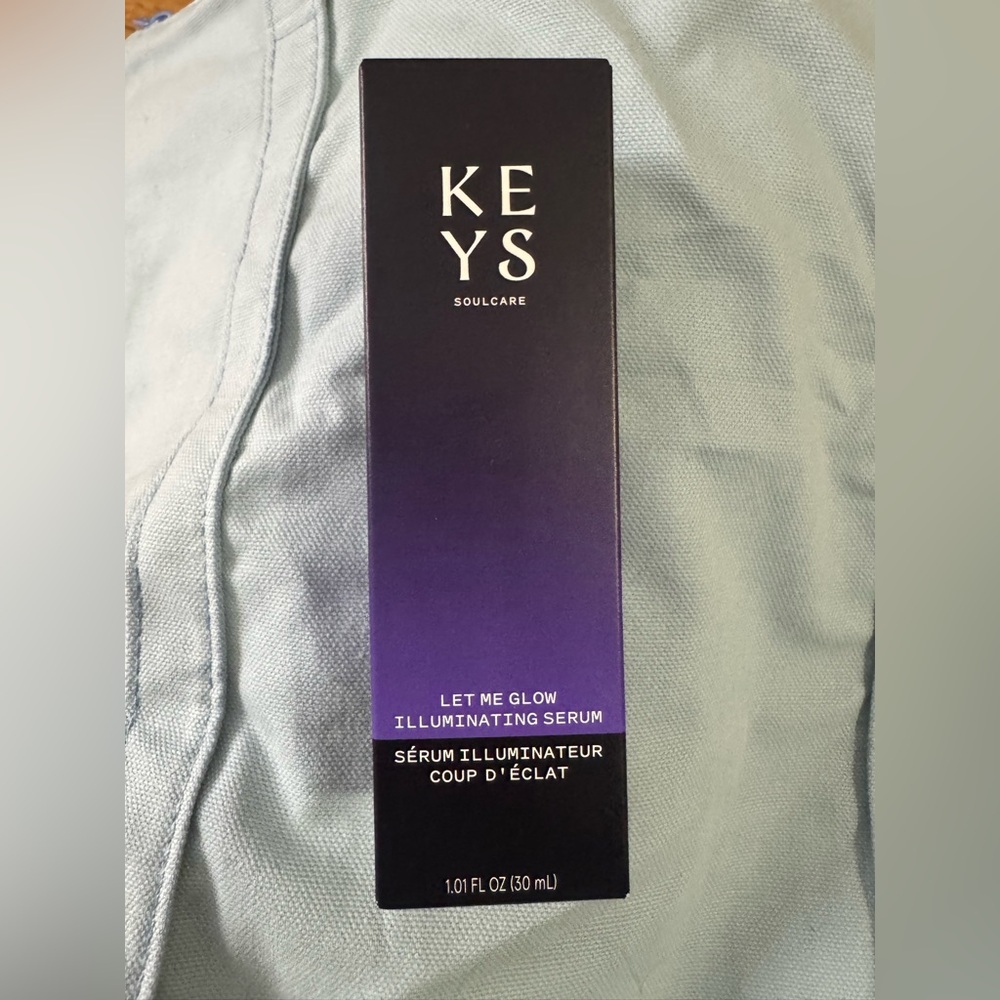 KE
YS
SOULCARE
LET ME GLOW
ILLUMINATING SERUM
SÉRUM ILLUMINATEUR
COUP D'ÉCLAT
1.01 FL OZ (30 mL)